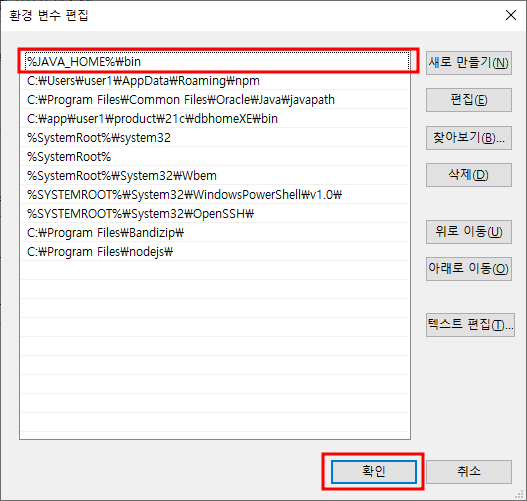 환경 변수 편집
%JAVA_HOME%₩bin
C:₩Users₩user1₩AppData₩Roaming₩npm
C:₩Program Files₩Common Files₩Oracle₩Java₩javapath
C:₩app₩user1₩product₩21c₩dbhomeXE₩bin
%SystemRoot%₩system32
%SystemRoot%
%SystemRoot%₩System32₩Wbem
%SYSTEMROOT%₩System32₩WindowsPowerShell₩v1.0₩
%SYSTEMROOT%₩System32₩OpenSSH₩
C:₩Program Files₩Bandizip₩
C:₩Program Files₩nodejs₩
새로 만들기(N)
편집(E)
찾아보기(B)...
삭제(D)
위로 이동(U)
아래로 이동(O)
텍스트 편집(T)...
확인
취소